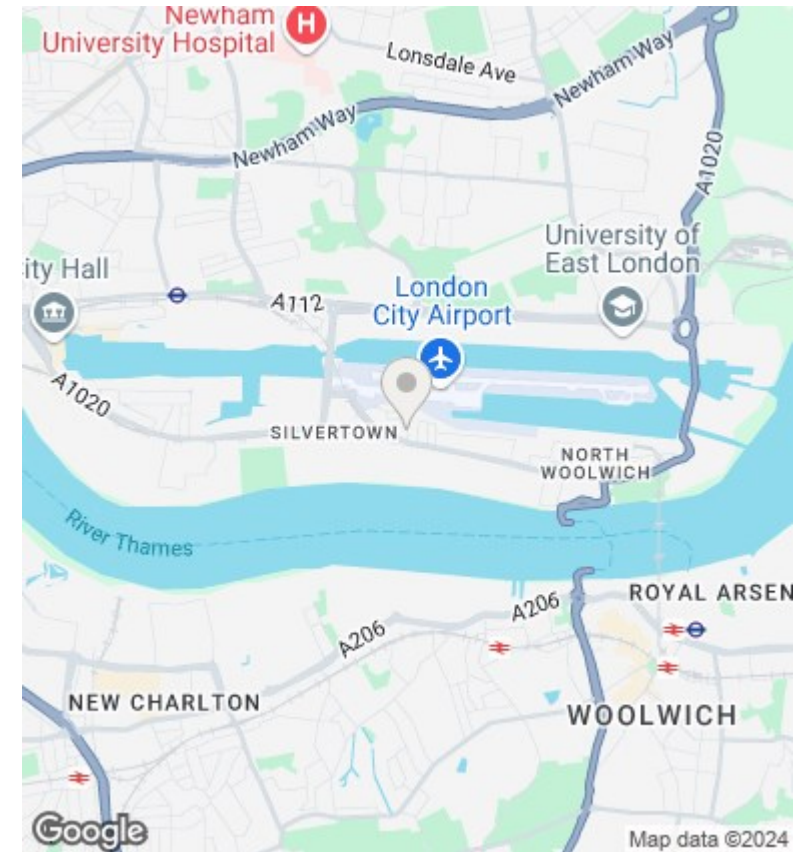 Newham
University Hospital
H
Lonsdale Ave
Newham Way
Newham Way
A1020
University of
East London
ity Hall
London
City Airport
A112
A1020
SILVERTOWN
NORTH
WOOLWICH
River Thames
ROYAL ARSEN
A206
A206
NEW CHARLTON
WOOLWICH
Google
Map data ©2024